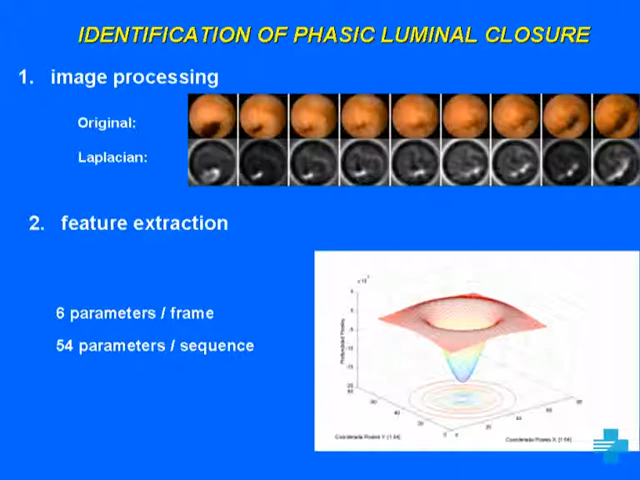 IDENTIFICATION OF PHASIC LUMINAL CLOSURE
1. image processing
Original:
Laplacian:
2. feature extraction
6 parameters / frame
54 parameters / sequence